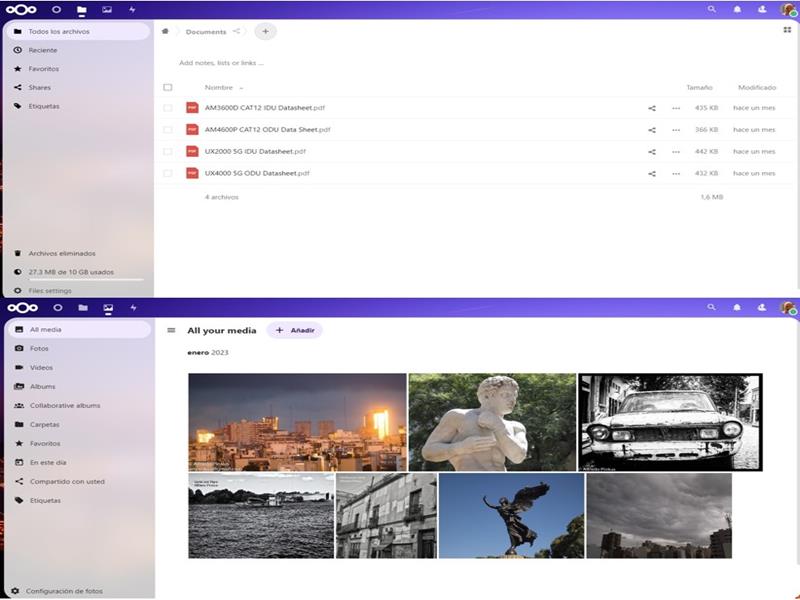 Todos los archivos
Documents
Reciente
Add notes, lists or links ...
Favoritos
Shares
Nombre Tamaño Modificado
Etiquetas
PDF AM3600D CAT12 IDU Datasheet.pdf 435 KB hace un mes
PDF AM4600P CAT12 ODU Data Sheet.pdf 366 KB hace un mes
PDF UX2000 5G IDU Datasheet.pdf 442 KB hace un mes
PDF UX4000 5G ODU Datasheet.pdf 432 KB hace un mes
4 archivos 1,6 MB
Archivos eliminados
27.3 MB de 10 GB usados
Files settings
All media
All your media
Añadir
Fotos
enero 2023
Vídeos
Albums
Collaborative albums
Carpetas
Favoritos
En este día
Compartido con usted
Etiquetas
Configuración de fotos